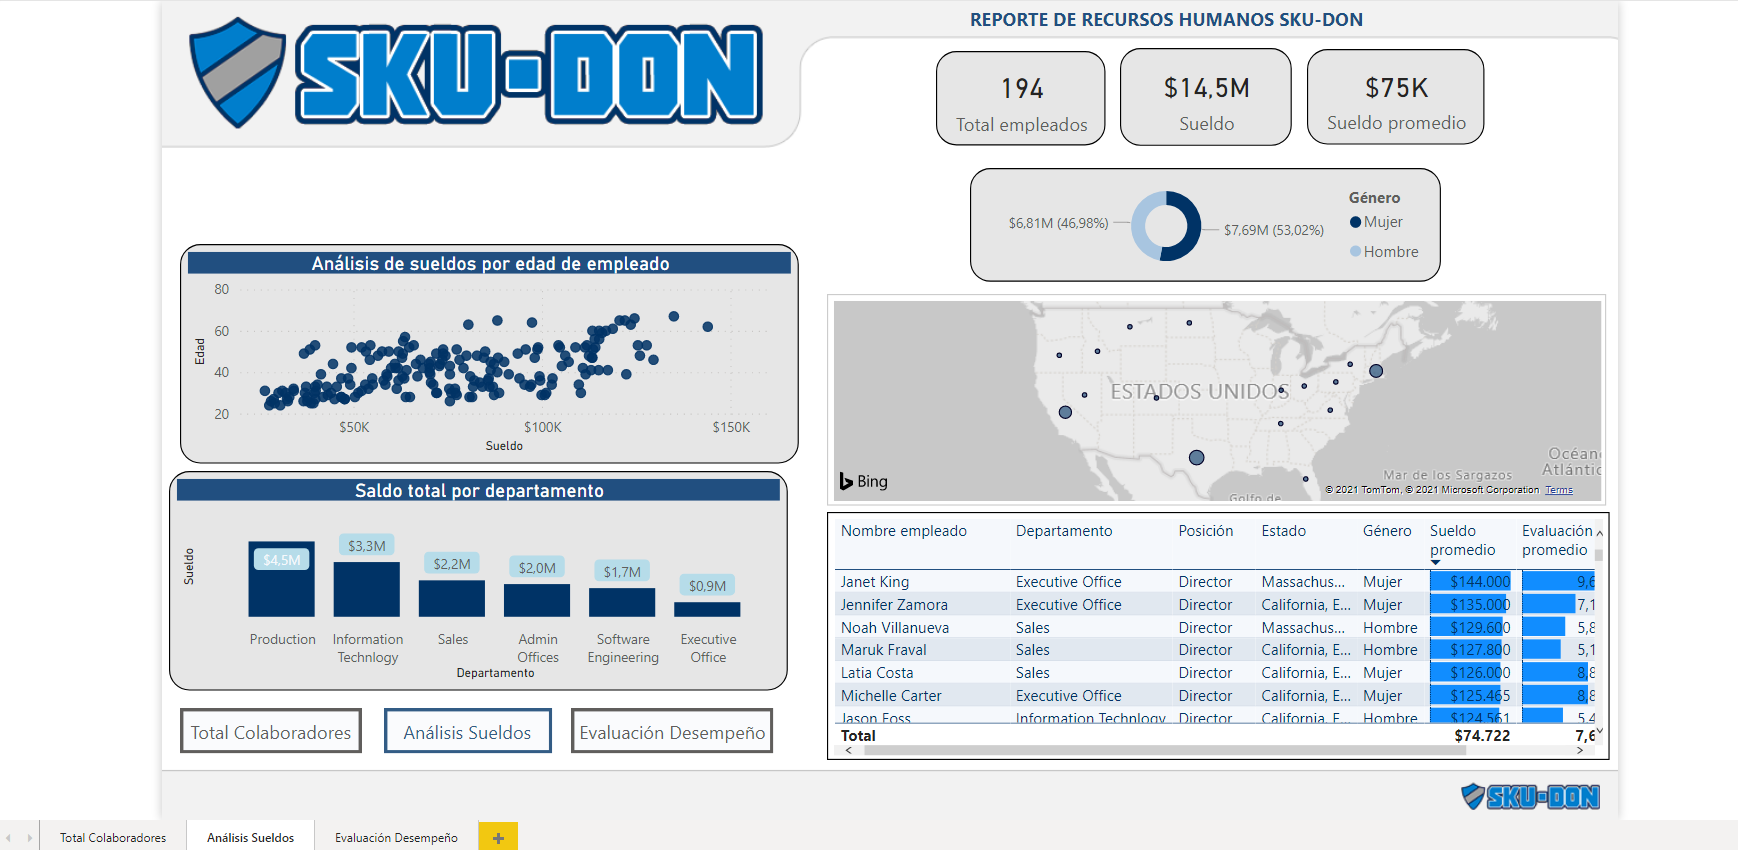 SKU-DON
REPORTE DE RECURSOS HUMANOS SKU-DON
194
Total empleados
$14,5M
Sueldo
$75K
Sueldo promedio
$6,81M (46,98%)
$7,69M (53,02%)
Género
Mujer
Hombre
Análisis de sueldos por edad de empleado
80
60
40
20
Edad
$50K
$100K
$150K
Sueldo
Saldo total por departamento
Sueldo
$4,5M
$3,3M
$2,2M
$2,0M
$1,7M
$0,9M
Production
Information
Technlogy
Sales
Admin
Offices
Software
Engineering
Executive
Office
Departamento
Total Colaboradores
Análisis Sueldos
Evaluación Desempeño
ESTADOS UNIDOS
Océan
Atlántic
Mar de los Sargazos
Golfo de
Bing
© 2021 TomTom, © 2021 Microsoft Corporation Terms
Nombre empleado Departamento Posición Estado Género Sueldo promedio Evaluación promedio
Janet King Executive Office Director Massachus... Mujer $144.000 9,6
Jennifer Zamora Executive Office Director California, E... Mujer $135.000 7,1
Noah Villanueva Sales Director Massachus... Hombre $129.600 5,8
Maruk Fraval Sales Director California, E... Hombre $127.800 5,1
Latia Costa Sales Director California, E... Mujer $126.000 8,8
Michelle Carter Executive Office Director California, E... Mujer $125.465 8,8
Jason Foss Information Technlogy Director California, E... Hombre $124.561 5,4
Total $74.722 7,6
SKU-DON
Total Colaboradores
Análisis Sueldos
Evaluación Desempeño
+